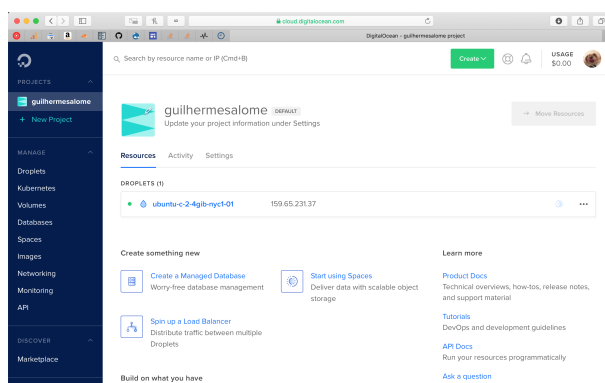 cloud.digitalocean.com
DigitalOcean - guilhermesalome project
Search by resource name or IP (Cmd+B)
Create
USAGE
$0.00
PROJECTS
guilhermesalome
+ New Project
MANAGE
Droplets
Kubernetes
Volumes
Databases
Spaces
Images
Networking
Monitoring
API
DISCOVER
Marketplace
guilhermesalome DEFAULT
Update your project information under Settings
→ Move Resources
Resources Activity Settings
DROPLETS (1)
ubuntu-c-2-4gib-nyc1-01 159.65.231.37
Create something new
Create a Managed Database
Worry-free database management
Start using Spaces
Deliver data with scalable object
storage
Spin up a Load Balancer
Distribute traffic between multiple
Droplets
Build on what you have
Learn more
Product Docs
Technical overviews, how-tos, release notes,
and support material
Tutorials
DevOps and development guidelines
API Docs
Run your resources programmatically
Ask a question